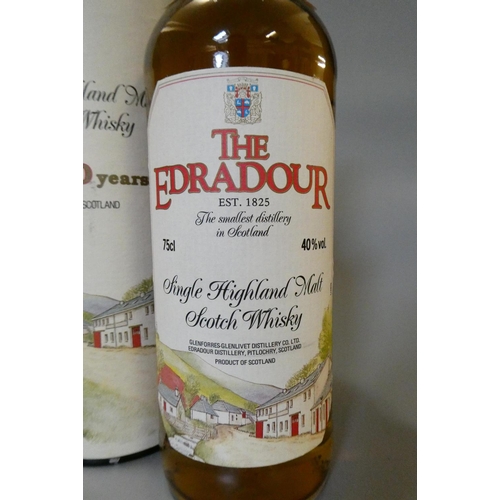 land M
Whisky
years
SCOTLAND
THE
EDRADOUR
EST. 1825
The smallest distillery
in Scotland
75cl 40%vol.
Single Highland Malt
Scotch Whisky
GLENFORRES-GLENLIVET DISTILLERY CO. LTD.
EDRADOUR DISTILLERY, PITLOCHRY, SCOTLAND
PRODUCT OF SCOTLAND